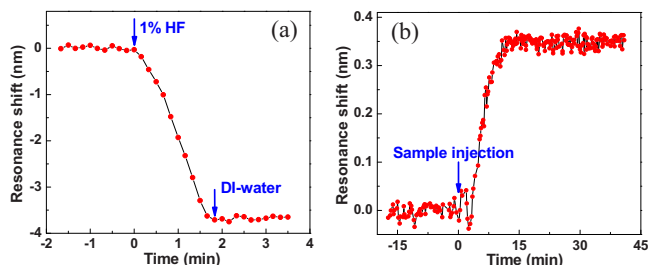 (a)
1% HF
DI-water
Resonance shift (nm)
0
-1
-2
-3
-4
-2 -1 0 1 2 3 4
Time (min)
(b)
Sample injection
Resonance shift (nm)
0.4
0.3
0.2
0.1
0.0
-15 0 15 30 45
Time (min)